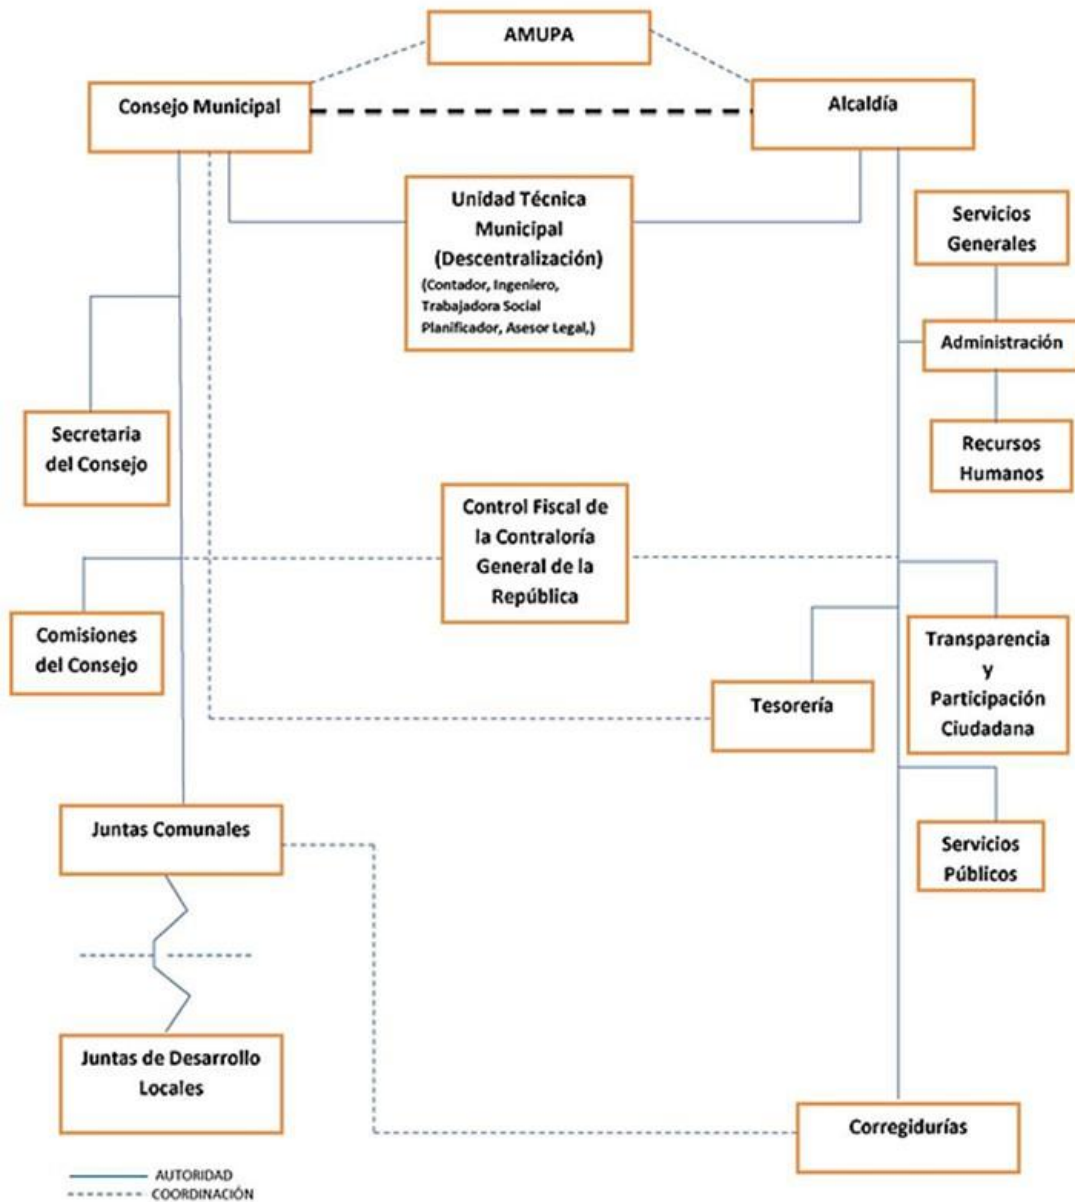 AMUPA
Consejo Municipal
Alcaldía
Unidad Técnica
Municipal
(Descentralización)
(Contador, Ingeniero,
Trabajadora Social
Planificador, Asesor Legal,)
Servicios
Generales
Administración
Recursos
Humanos
Secretaria
del Consejo
Control Fiscal de
la Contraloría
General de la
República
Comisiones
del Consejo
Transparencia
y
Participación
Ciudadana
Tesorería
Juntas Comunales
Servicios
Públicos
Juntas de Desarrollo
Locales
Corregidurías
AUTORIDAD
COORDINACIÓN